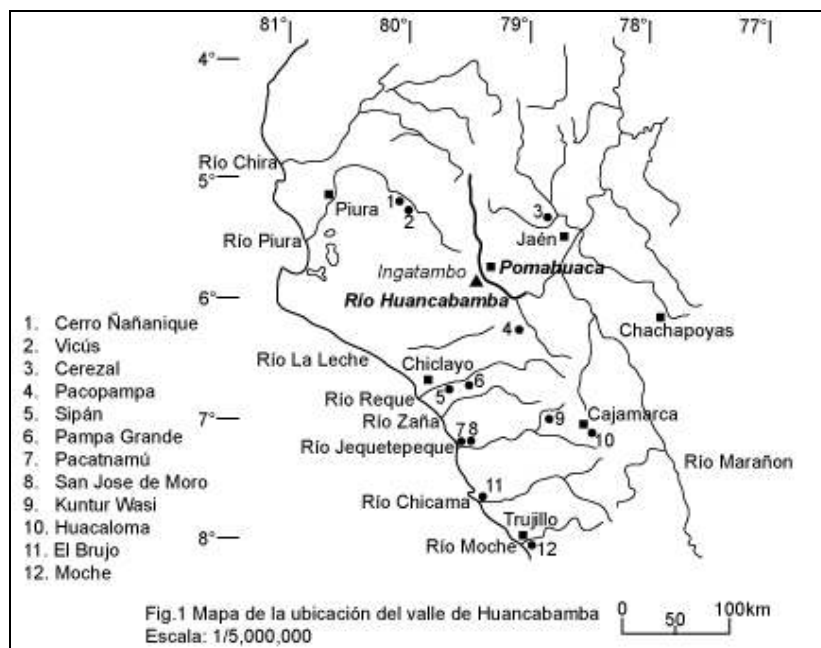 81° 80° 79° 78° 77°
4°
Río Chira
5°
1
2
Piura
3
Jaén
Río Piura
Ingatambo
Pomahuaca
6°
Río Huancabamba
4
Chachapoyas
1. Cerro Ñañanique
2. Vicús
3. Cerezal
4. Pacopampa
5. Sipán
6. Pampa Grande
7. Pacatnamú
8. San Jose de Moro
9. Kuntur Wasi
10. Huacaloma
11. El Brujo
12. Moche
Río La Leche
Chiclayo
Río Reque
5
6
7°
Río Zaña
9
Cajamarca
Río Jequetepeque
7 8
10
Río Marañon
11
Río Chicama
Trujillo
8°
Río Moche
12
Fig.1 Mapa de la ubicación del valle de Huancabamba
Escala: 1/5,000,000
0 50 100km